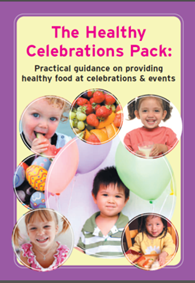 The Healthy
Celebrations Pack:
Practical guidance on providing
healthy food at celebrations & events